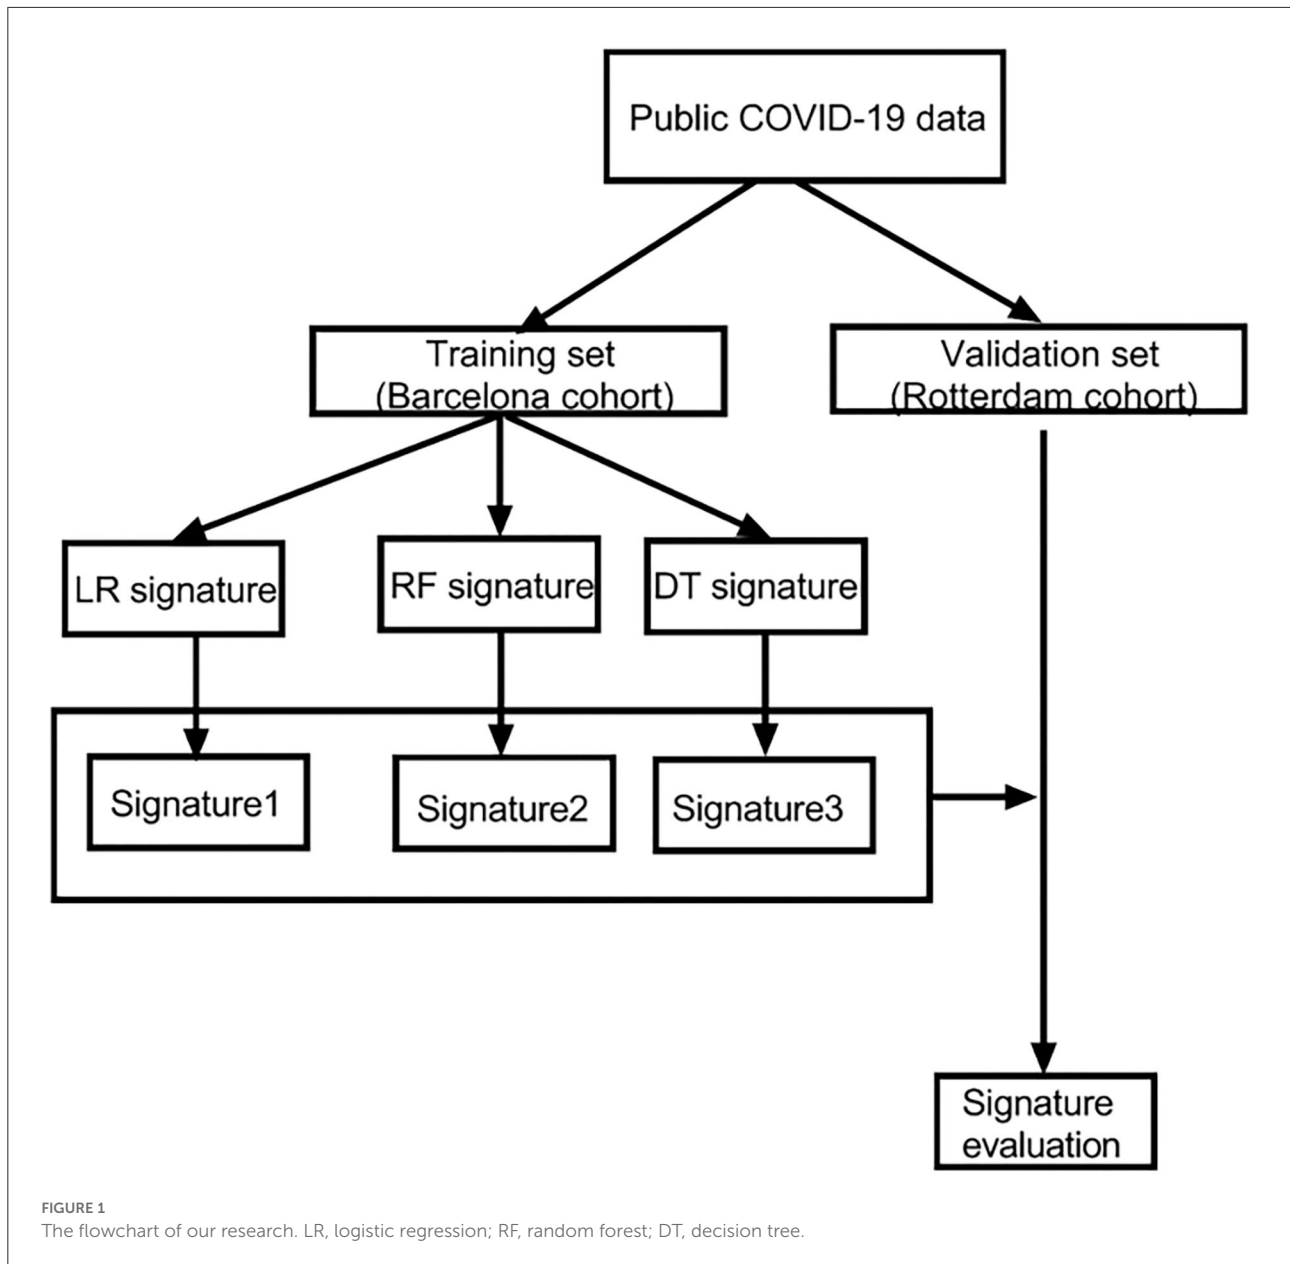 Public COVID-19 data
Training set
(Barcelona cohort)
Validation set
(Rotterdam cohort)
LR signature
RF signature
DT signature
Signature1
Signature2
Signature3
Signature
evaluation
FIGURE 1
The flowchart of our research. LR, logistic regression; RF, random forest; DT, decision tree.